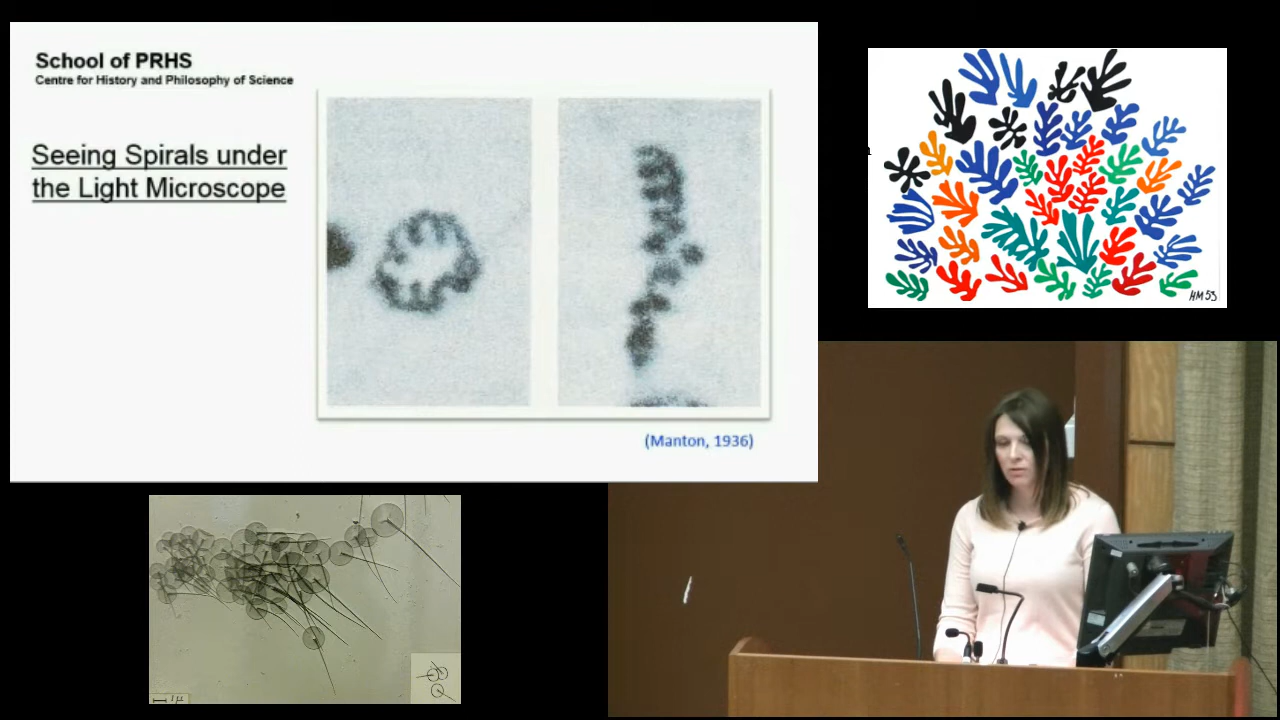 School of PRHS
Centre for History and Philosophy of Science
Seeing Spirals under
the Light Microscope
(Manton, 1936)
n
HM 53
1 µ